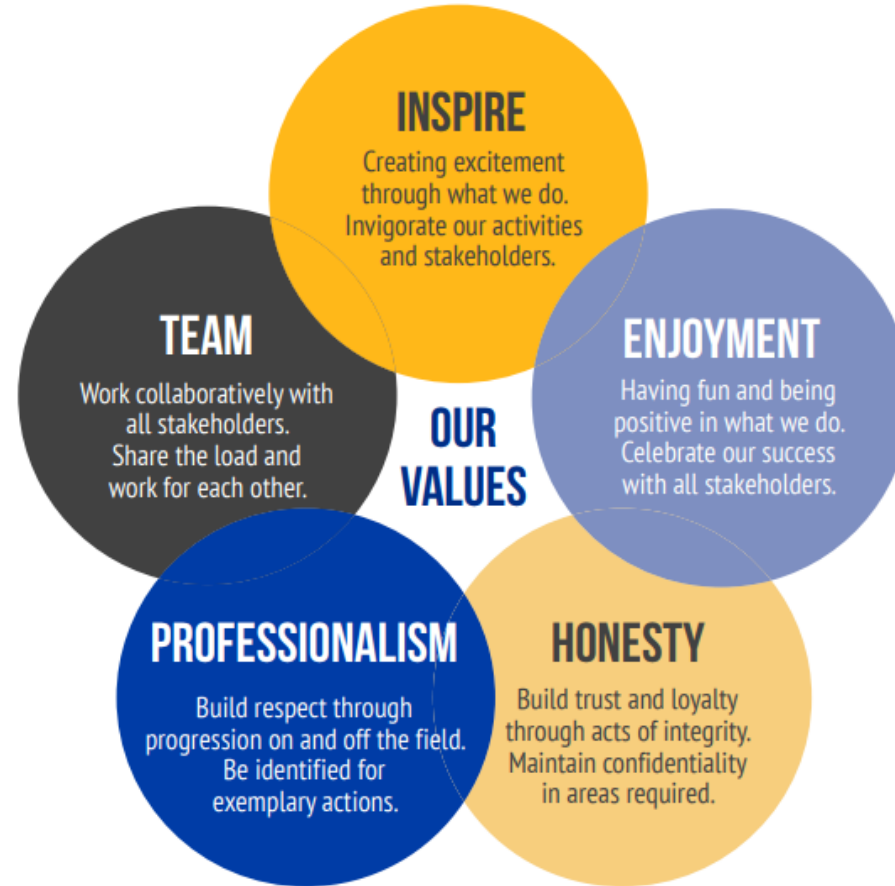 INSPIRE
Creating excitement
through what we do.
Invigorate our activities
and stakeholders.
TEAM
Work collaboratively with
all stakeholders.
Share the load and
work for each other.
OUR
VALUES
ENJOYMENT
Having fun and being
positive in what we do.
Celebrate our success
with all stakeholders.
PROFESSIONALISM
Build respect through
progression on and off the field.
Be identified for
exemplary actions.
HONESTY
Build trust and loyalty
through acts of integrity.
Maintain confidentiality
in areas required.